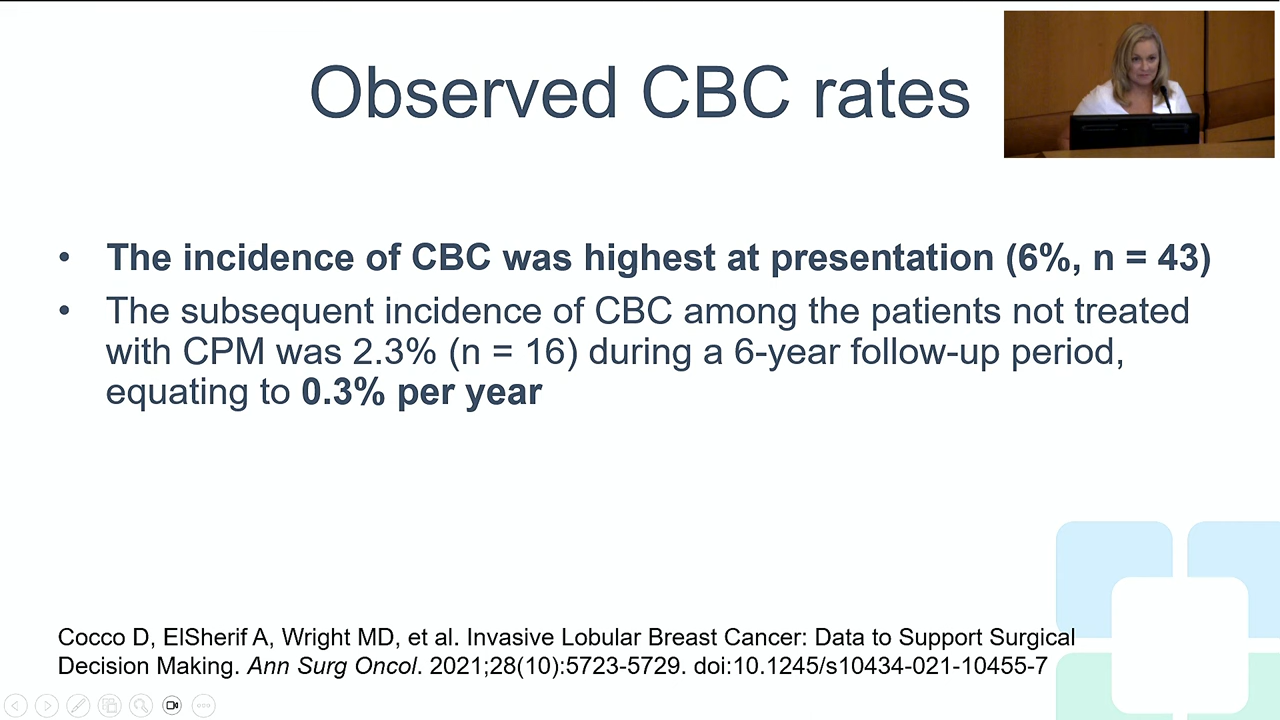 Observed CBC rates
• The incidence of CBC was highest at presentation (6%, n = 43)
• The subsequent incidence of CBC among the patients not treated
with CPM was 2.3% (n = 16) during a 6-year follow-up period,
equating to 0.3% per year
Cocco D, ElSherif A, Wright MD, et al. Invasive Lobular Breast Cancer: Data to Support Surgical
Decision Making. Ann Surg Oncol. 2021;28(10):5723-5729. doi:10.1245/s10434-021-10455-7